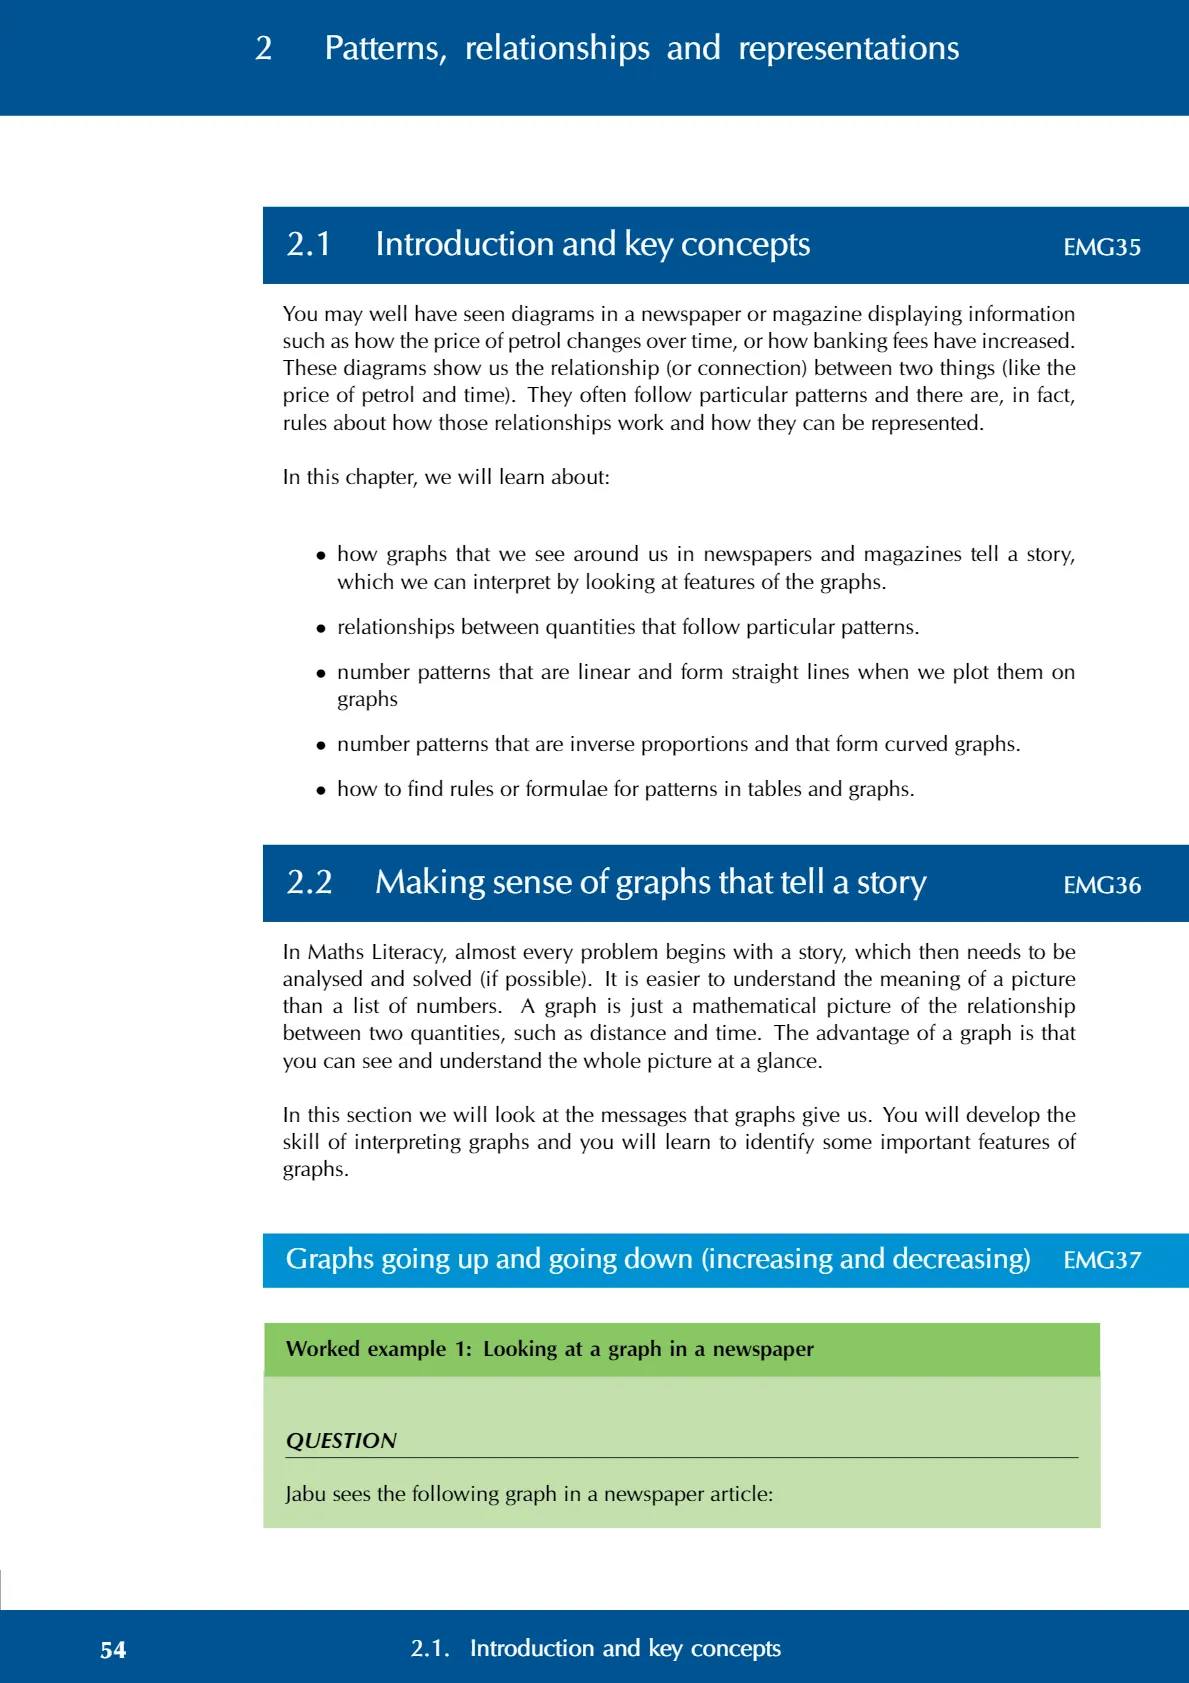 2 Patterns, relationships and representations
2.1 Introduction and key concepts EMG35
You may well have seen diagrams in a newspaper or magazine displaying information
such as how the price of petrol changes over time, or how banking fees have increased.
These diagrams show us the relationship (or connection) between two things (like the
price of petrol and time). They often follow particular patterns and there are, in fact,
rules about how those relationships work and how they can be represented.
In this chapter, we will learn about:
• how graphs that we see around us in newspapers and magazines tell a story,
which we can interpret by looking at features of the graphs.
• relationships between quantities that follow particular patterns.
• number patterns that are linear and form straight lines when we plot them on
graphs
• number patterns that are inverse proportions and that form curved graphs.
• how to find rules or formulae for patterns in tables and graphs.
2.2 Making sense of graphs that tell a story EMG36
In Maths Literacy, almost every problem begins with a story, which then needs to be
analysed and solved (if possible). It is easier to understand the meaning of a picture
than a list of numbers. A graph is just a mathematical picture of the relationship
between two quantities, such as distance and time. The advantage of a graph is that
you can see and understand the whole picture at a glance.
In this section we will look at the messages that graphs give us. You will develop the
skill of interpreting graphs and you will learn to identify some important features of
graphs.
Graphs going up and going down (increasing and decreasing) EMG37
Worked example 1: Looking at a graph in a newspaper
QUESTION
Jabu sees the following graph in a newspaper article:
54 2.1. Introduction and key concepts